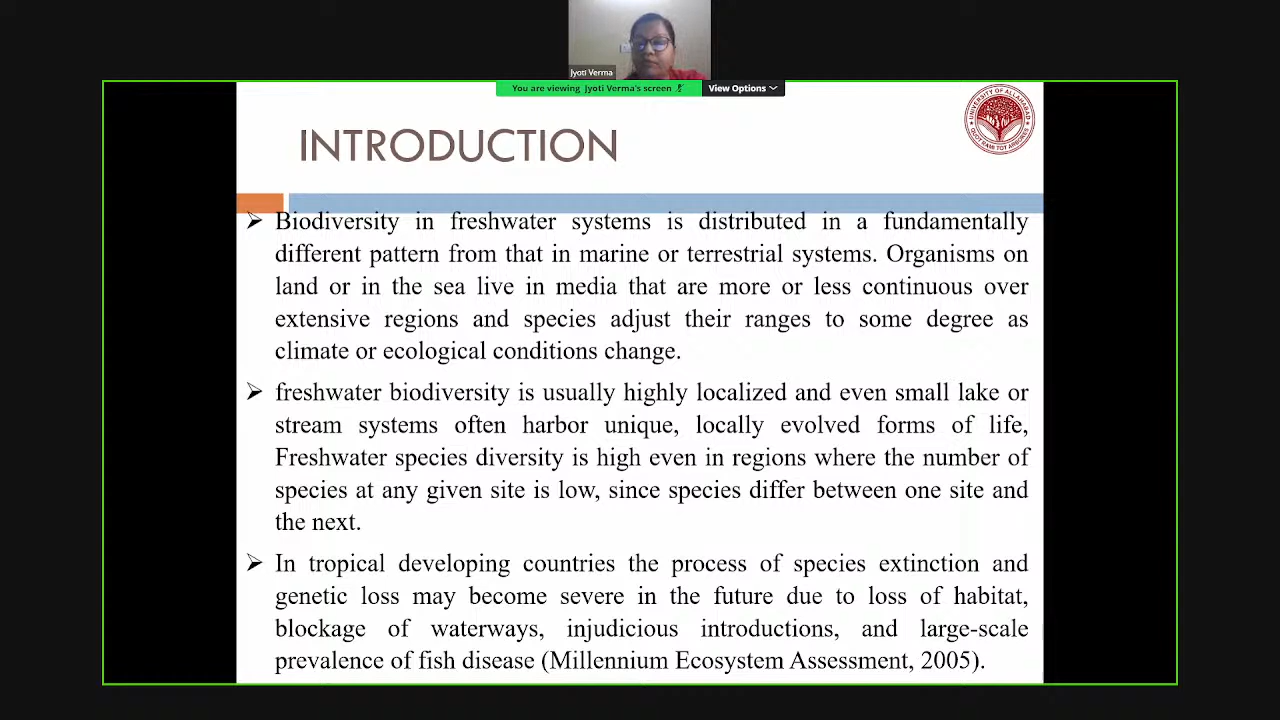 Jyoti Verma
You are viewing Jyoti Verma's screen
View Options
UNIVERSITY OF ALLAHABAD
QUOT RAMI TOT ARBORES
INTRODUCTION
Biodiversity in freshwater systems is distributed in a fundamentally
different pattern from that in marine or terrestrial systems. Organisms on
land or in the sea live in media that are more or less continuous over
extensive regions and species adjust their ranges to some degree as
climate or ecological conditions change.
freshwater biodiversity is usually highly localized and even small lake or
stream systems often harbor unique, locally evolved forms of life,
Freshwater species diversity is high even in regions where the number of
species at any given site is low, since species differ between one site and
the next.
In tropical developing countries the process of species extinction and
genetic loss may become severe in the future due to loss of habitat,
blockage of waterways, injudicious introductions, and large-scale
prevalence of fish disease (Millennium Ecosystem Assessment, 2005).